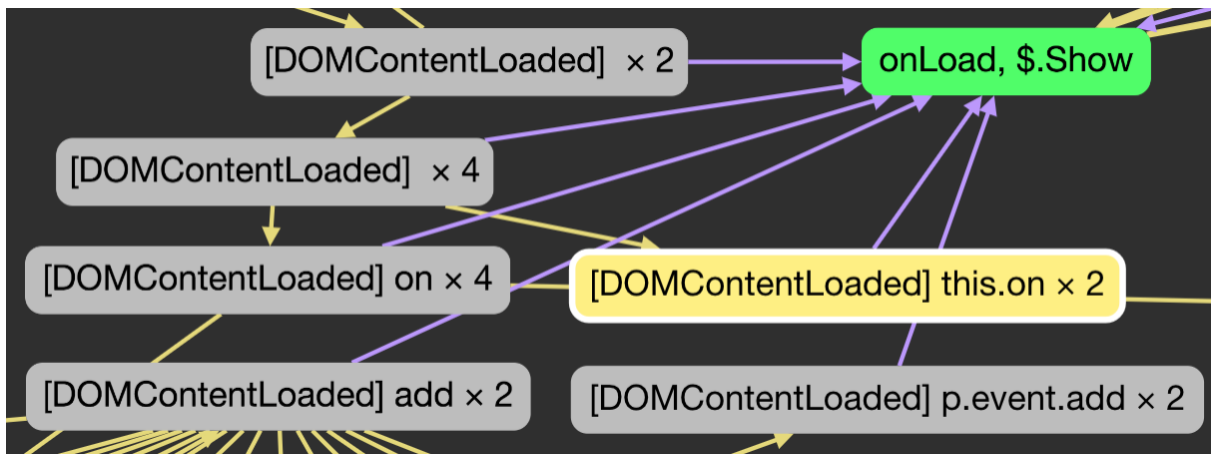 [DOMContentLoaded]  × 2
onLoad, $.Show
[DOMContentLoaded]  × 4
[DOMContentLoaded] on × 4
[DOMContentLoaded] this.on × 2
[DOMContentLoaded] add × 2
[DOMContentLoaded] p.event.add × 2